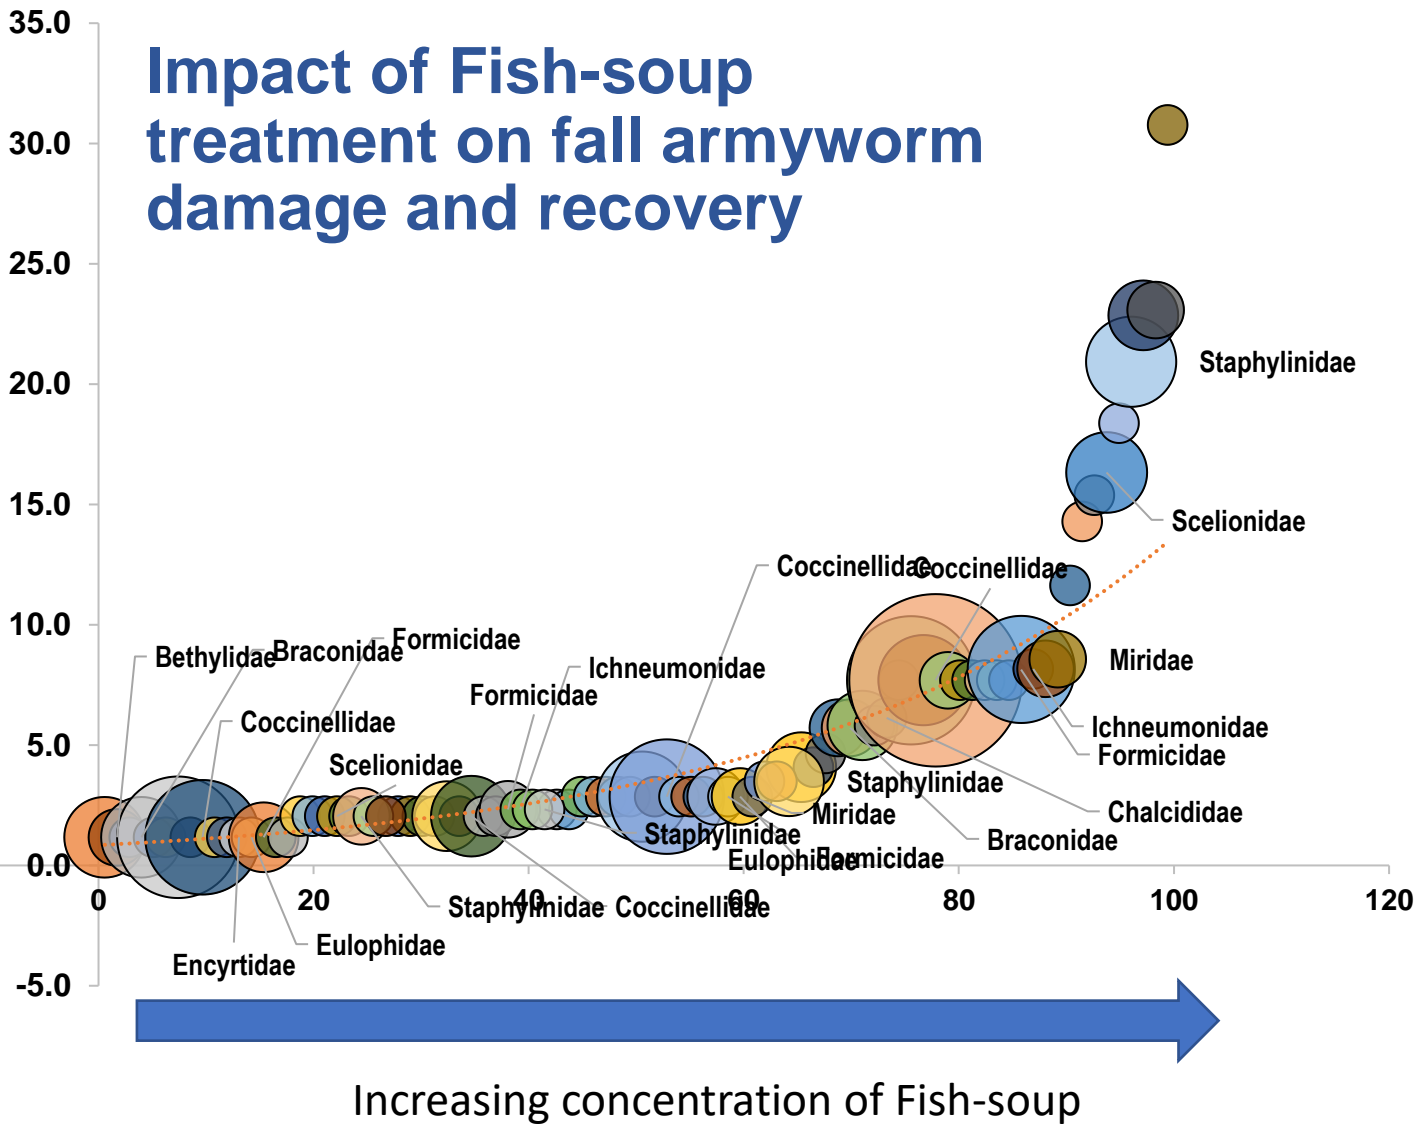 35.0
Impact of Fish-soup
treatment on fall armyworm
damage and recovery
30.0
25.0
20.0
Staphylinidae
15.0
Scelionidae
Coccinellidae
Coccinellidae
10.0
Formicidae
Braconidae
Bethylidae
Ichneumonidae
Miridae
Formicidae
Coccinellidae
Ichneumonidae
5.0
Formicidae
Scelionidae
Staphylinidae
Chalcididae
Miridae
Staphylinidae
Braconidae
Eulophidae
Formicidae
0.0
0 20 40 60 80 100 120
Staphylinidae
Coccinellidae
Eulophidae
Encyrtidae
-5.0
Increasing concentration of Fish-soup